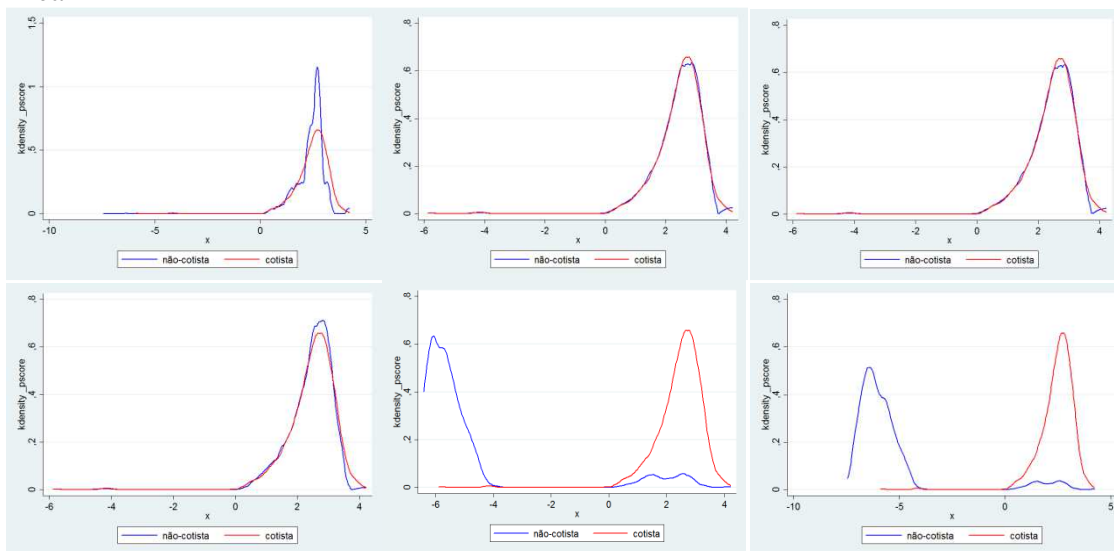 1.5
1
.5
0
kdensity _pscore
-10 -5 0 5
x
não-cotista cotista
.8
.6
.4
.2
0
kdensity _pscore
-6 -4 -2 0 2 4
x
não-cotista cotista
.8
.6
.4
.2
0
kdensity _pscore
-6 -4 -2 0 2 4
x
não-cotista cotista
.8
.6
.4
.2
0
kdensity _pscore
-6 -4 -2 0 2 4
x
não-cotista cotista
.8
.6
.4
.2
0
kdensity _pscore
-6 -4 -2 0 2 4
x
não-cotista cotista
.8
.6
.4
.2
0
kdensity _pscore
-10 -5 0 5
x
não-cotista cotista